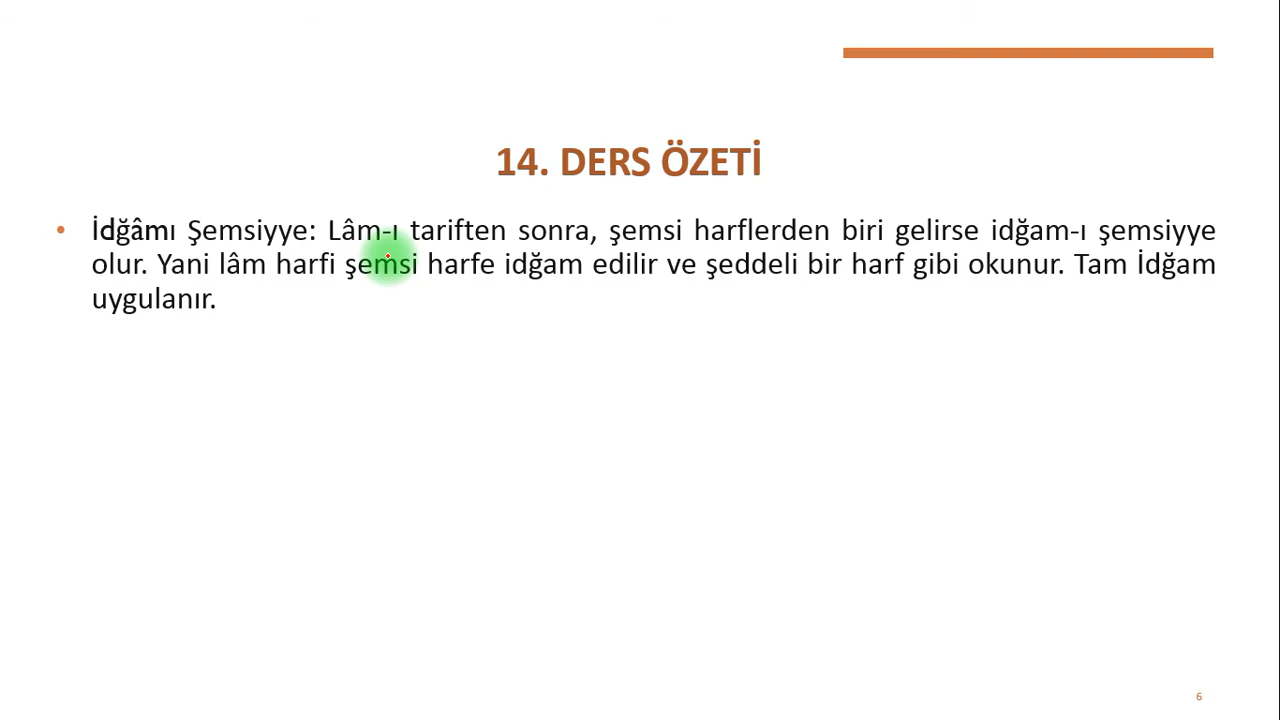 14. DERS ÖZETİ
• İdğâmı Şemsiyye: Lâm-ı tariften sonra, şemsi harflerden biri gelirse idğam-ı şemsiyye
olur. Yani lâm harfi şemsi harfe idğam edilir ve şeddeli bir harf gibi okunur. Tam İdğam
uygulanır.
6